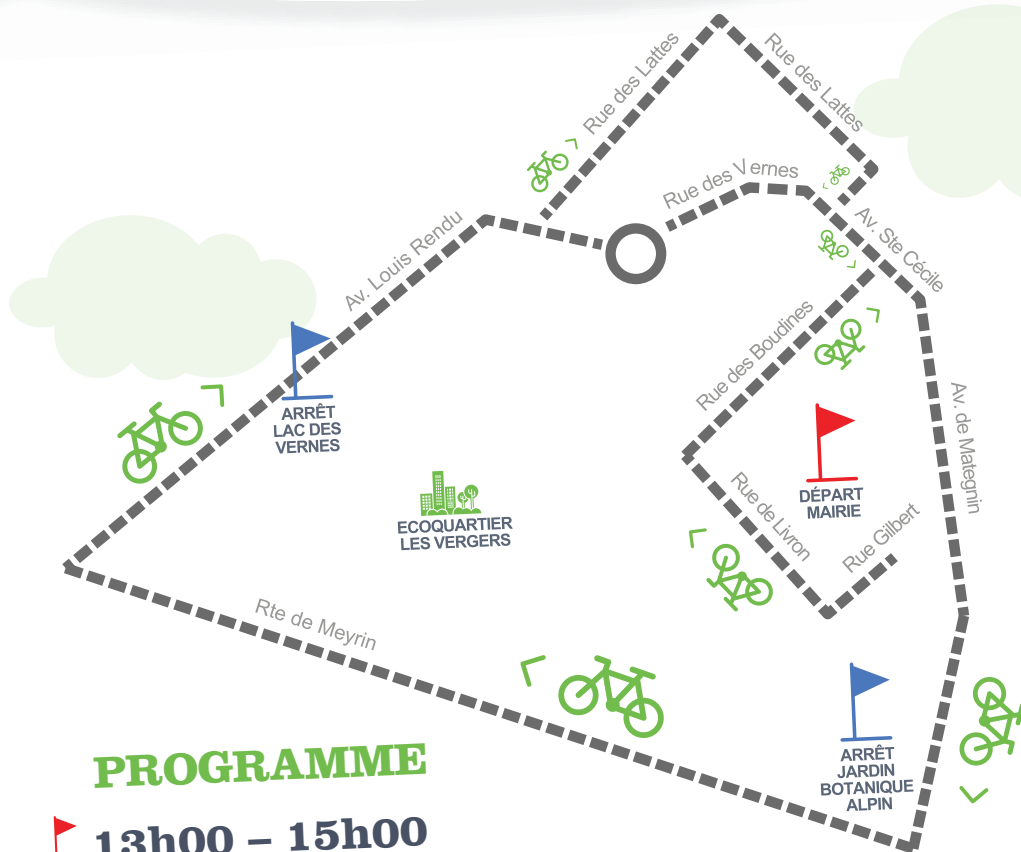 Rue des Lattes
Rue des Lattes
Rue des Vernes
Av. Ste Cécile
Av. Louis Rendu
Rue des Boudines
Av. de Mategnin
ARRÊT
LAC DES
VERNES
DÉPART
MAIRIE
Rue de Livron
Rue Gilbert
ECOQUARTIER
LES VERGERS
Rte de Meyrin
ARRÊT
JARDIN
BOTANIQUE
ALPIN
PROGRAMME
13h00 – 15h00